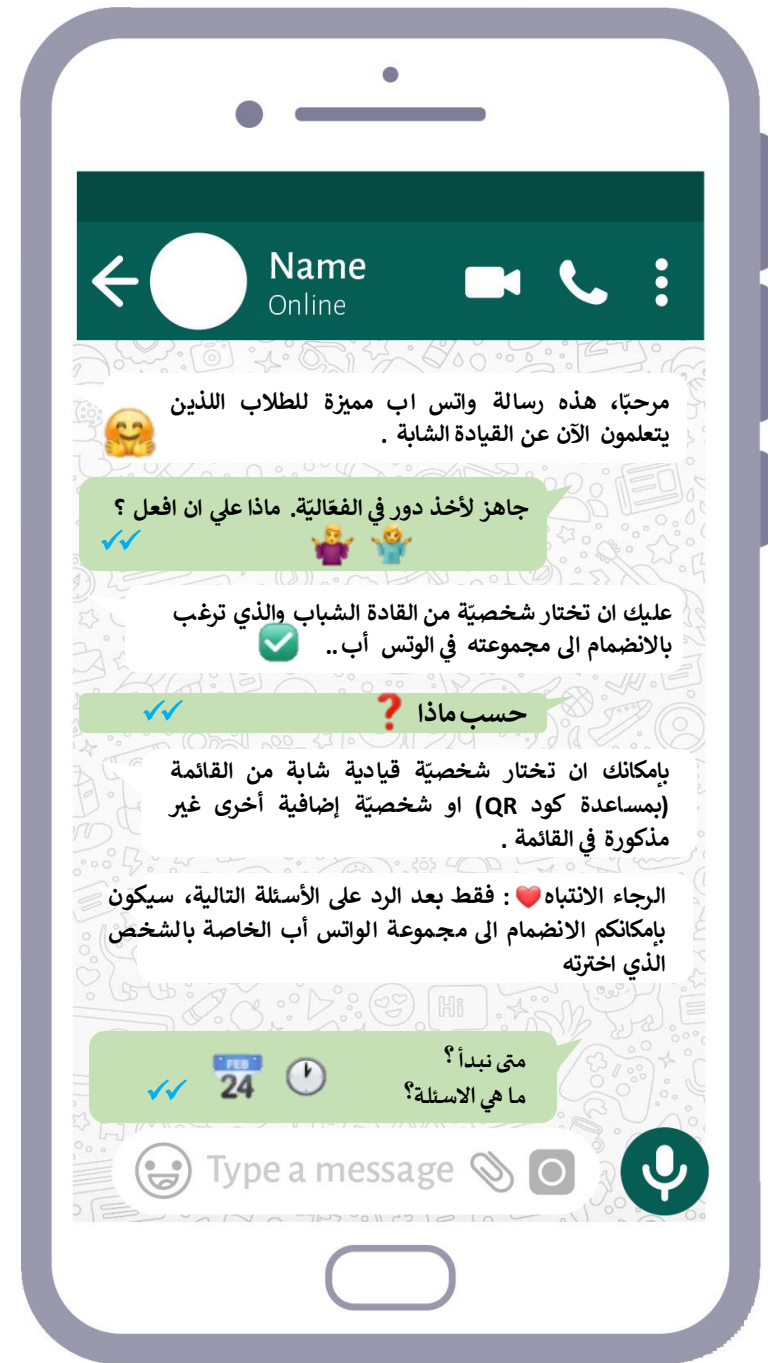 Name
Online
مرحبّا، هذه رسالة واتس اب مميزة للطلاب اللذين
يتعلمون الآن عن القيادة الشابة .
جاهز لأخذ دور في الفعّاليّة. ماذا علي ان افعل ؟
عليك ان تختار شخصيّة من القادة الشباب والذي ترغب
بالانضمام الى مجموعته في الوتس أب ..
حسب ماذا ❓
بإمكانك ان تختار شخصيّة قيادية شابة من القائمة
(بمساعدة كود QR) او شخصيّة إضافية أخرى غير
مذكورة في القائمة .
الرجاء الانتباه ❤️ : فقط بعد الرد على الأسئلة التالية، سيكون
بإمكانكم الانضمام الى مجموعة الواتس أب الخاصة بالشخص
الذي اخترته
متى نبدأ ؟
ما هي الاسئلة؟
FEB
24
Type a message
Hi